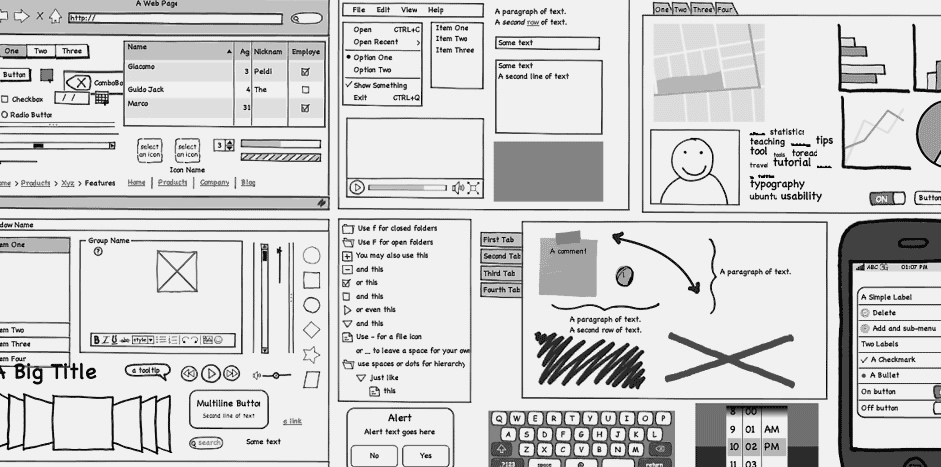 A Web Page
http://
One Two Three
Button
ComboBo
/ /
Checkbox
Radio Button
Name Ag Nicknam Employe
Giacomo 3 Peldi
Guido Jack 4 The
Marco 31
select an icon
select an icon
3
Icon Name
ome > Products > Xyz > Features
Home Products Company Blog
File Edit View Help
Open CTRL+C
Open Recent >
Option One
Option Two
Show Something
Exit CTRL+Q
Item One
Item Two
Item Three
A paragraph of text.
A second row of text.
Some text
Some text
A second line of text
One Two Three Four
statistics
teaching tips
tool toread
travel tutorial
typography
ubuntu usability
ON
Button
dow Name
em One
em Two
em Three
em Four
Group Name
?
B I U abc style
A Big Title
a tooltip
Multiline Button
Second line of text
a link
search
Some text
Use f for closed folders
Use F for open folders
You may also use this
and this
or this
and this
or even this
and this
Use - for a file icon
or _ to leave a space for your own
use spaces or dots for hierarchy
just like
this
Alert
Alert text goes here
No Yes
First Tab
Second Tab
Third Tab
Fourth Tab
A comment
A paragraph of text.
A paragraph of text.
A second row of text.
Q W E R T Y U I O P
A S D F G H J K L
Z X C V B N M
.?123 space @ . return
8 00
9 01 AM
10 02 PM
11 03
ABC 3G 01:07 PM
A Simple Label
Delete
Add and sub-menu
Two Labels
A Checkmark
A Bullet
On button
Off button